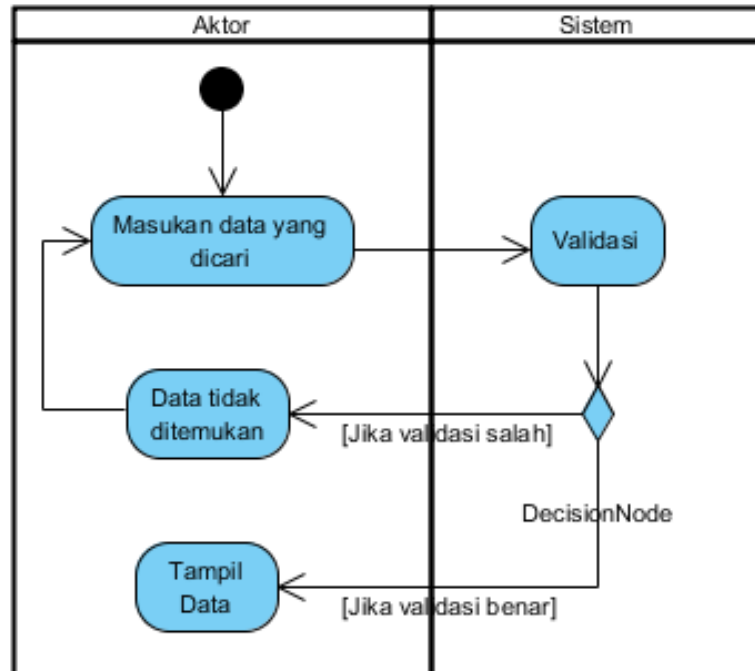 Aktor
Sistem
Masukan data yang
dicari
Validasi
Data tidak
ditemukan
[Jika validasi salah]
DecisionNode
Tampil
Data
[Jika validasi benar]